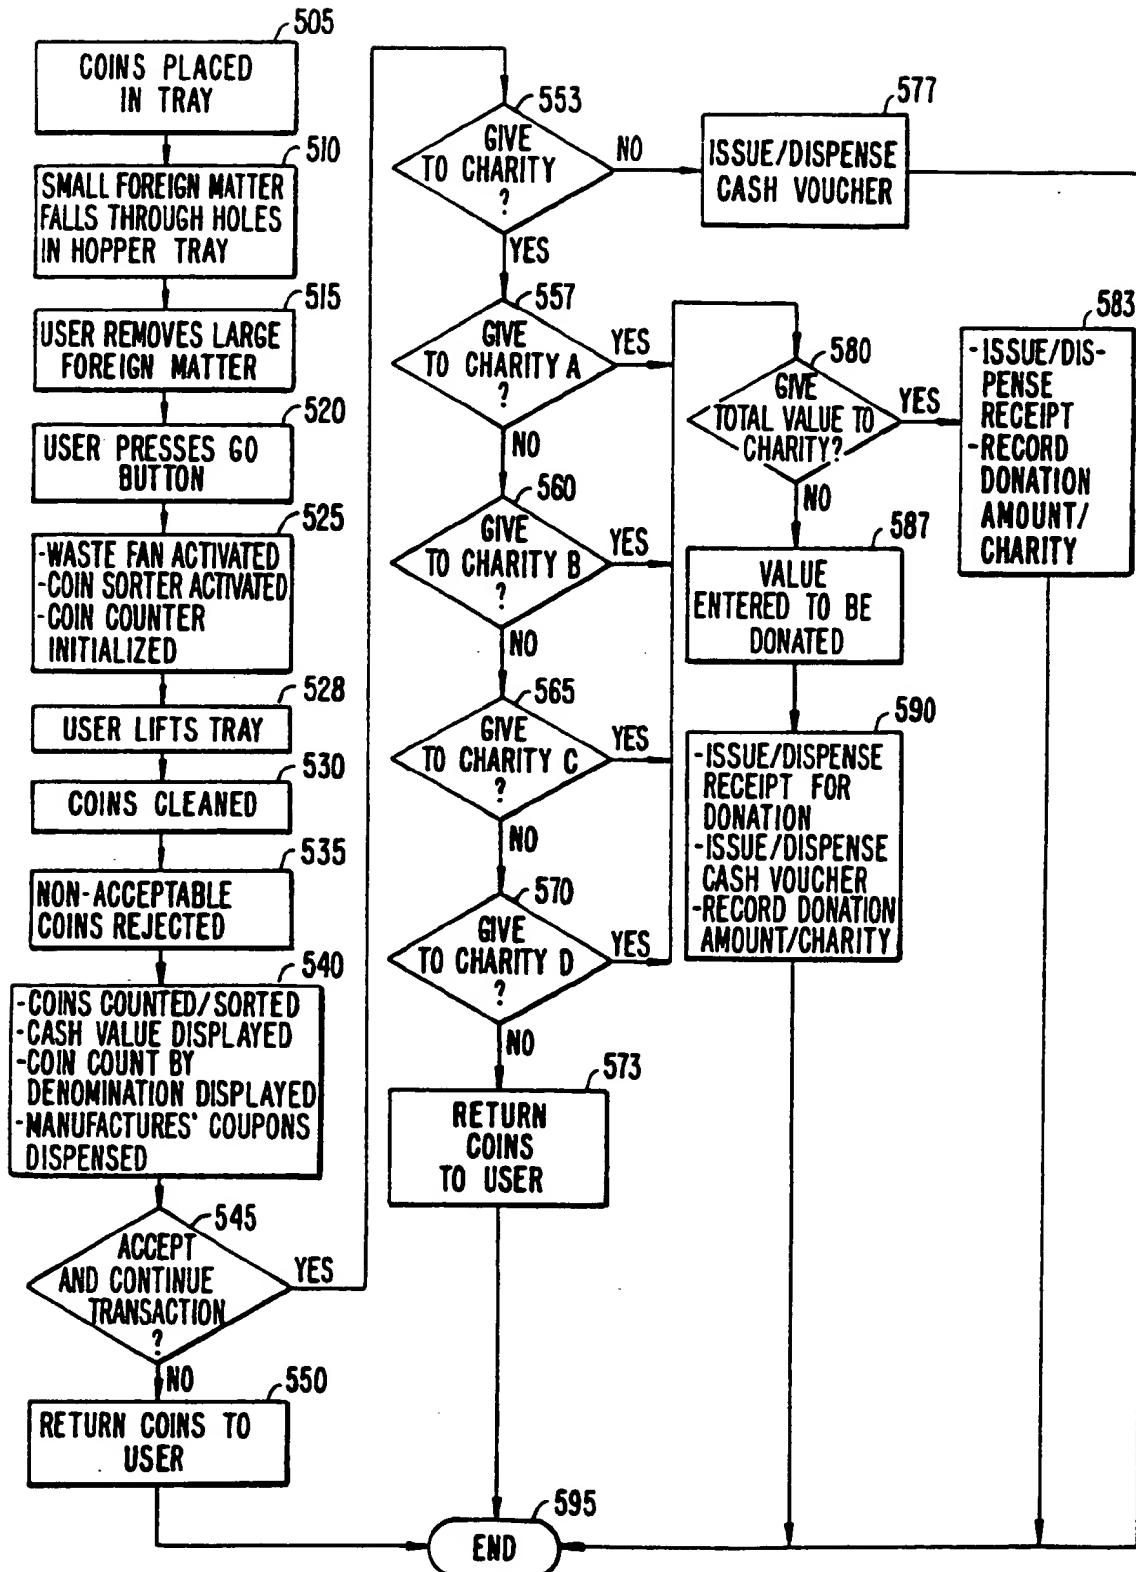 505
COINS PLACED
IN TRAY
510
SMALL FOREIGN MATTER
FALLS THROUGH HOLES
IN HOPPER TRAY
515
USER REMOVES LARGE
FOREIGN MATTER
520
USER PRESSES GO
BUTTON
525
-WASTE FAN ACTIVATED
-COIN SORTER ACTIVATED
-COIN COUNTER
INITIALIZED
528
USER LIFTS TRAY
530
COINS CLEANED
535
NON-ACCEPTABLE
COINS REJECTED
540
-COINS COUNTED/SORTED
-CASH VALUE DISPLAYED
-COIN COUNT BY
DENOMINATION DISPLAYED
-MANUFACTURES' COUPONS
DISPENSED
545
ACCEPT
AND CONTINUE
TRANSACTION
?
YES
NO
550
RETURN COINS TO
USER
553
GIVE
TO CHARITY
?
NO
YES
557
GIVE
TO CHARITY A
?
YES
NO
560
GIVE
TO CHARITY B
?
YES
NO
565
GIVE
TO CHARITY C
?
YES
NO
570
GIVE
TO CHARITY D
?
YES
NO
573
RETURN
COINS
TO USER
577
ISSUE/DISPENSE
CASH VOUCHER
580
GIVE
TOTAL VALUE TO
CHARITY?
YES
NO
583
-ISSUE/DIS-
PENSE
RECEIPT
-RECORD
DONATION
AMOUNT/
CHARITY
587
VALUE
ENTERED TO BE
DONATED
590
-ISSUE/DISPENSE
RECEIPT FOR
DONATION
-ISSUE/DISPENSE
CASH VOUCHER
-RECORD DONATION
AMOUNT/CHARITY
595
END